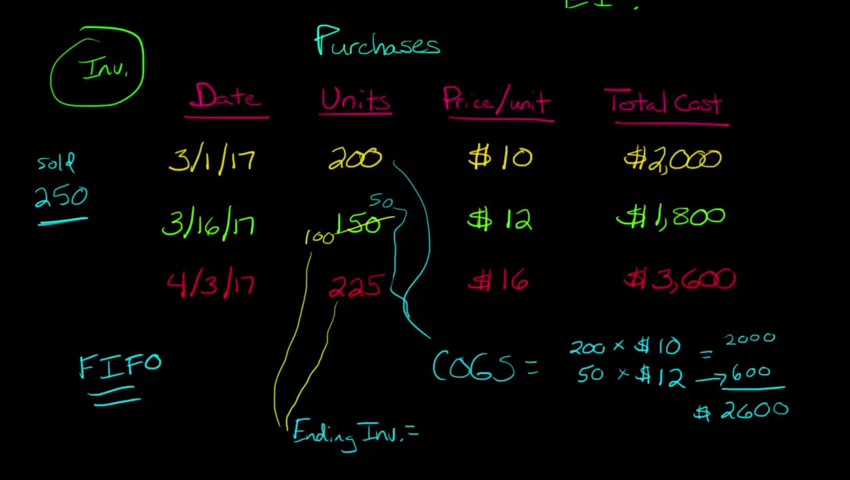 Purchases
Inv.
Date Units Price/unit Total Cost
3/1/17 200 $10 $2,000
sold
250
50
3/16/17 150 $12 $1,800
100
4/3/17 225 $16 $3,600
FIFO
COGS = 200 × $10 = 2000
50 × $12 → 600
$ 2600
Ending Inv. =